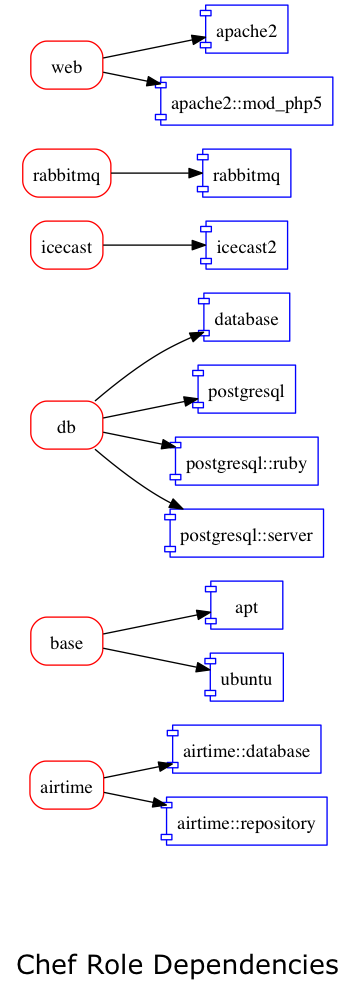 web
apache2
apache2::mod_php5
rabbitmq
rabbitmq
icecast
icecast2
db
database
postgresql
postgresql::ruby
postgresql::server
base
apt
ubuntu
airtime
airtime::database
airtime::repository
Chef Role Dependencies